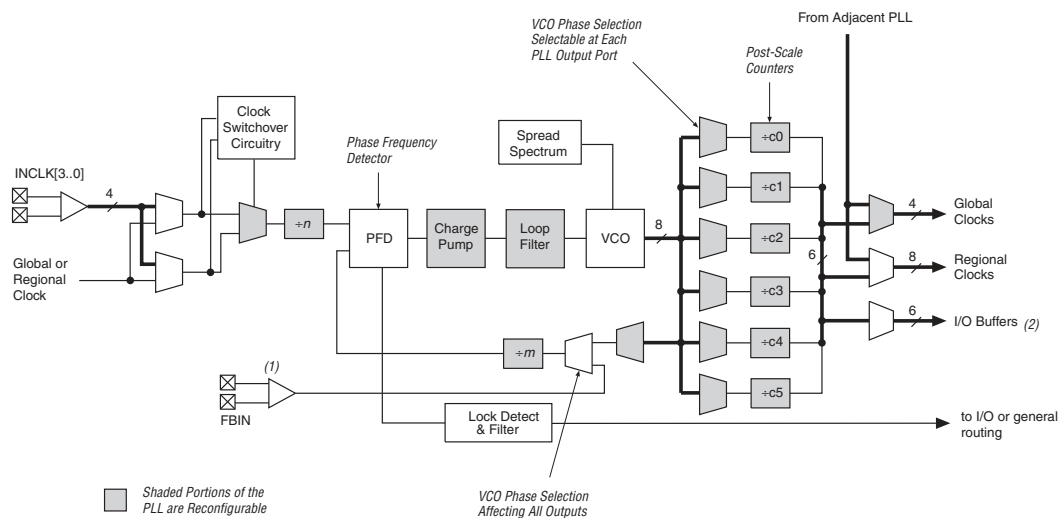 From Adjacent PLL
VCO Phase Selection
Selectable at Each
PLL Output Port
Post-Scale
Counters
Clock
Switchover
Circuitry
Phase Frequency
Detector
Spread
Spectrum
÷c0
INCLK[3..0]
4
÷c1
4
Global
Clocks
÷n
PFD
Charge
Pump
Loop
Filter
VCO
8
÷c2
6
8
Regional
Clocks
Global or
Regional
Clock
÷c3
6
I/O Buffers (2)
÷m
÷c4
(1)
FBIN
÷c5
Lock Detect
& Filter
to I/O or general
routing
Shaded Portions of the
PLL are Reconfigurable
VCO Phase Selection
Affecting All Outputs